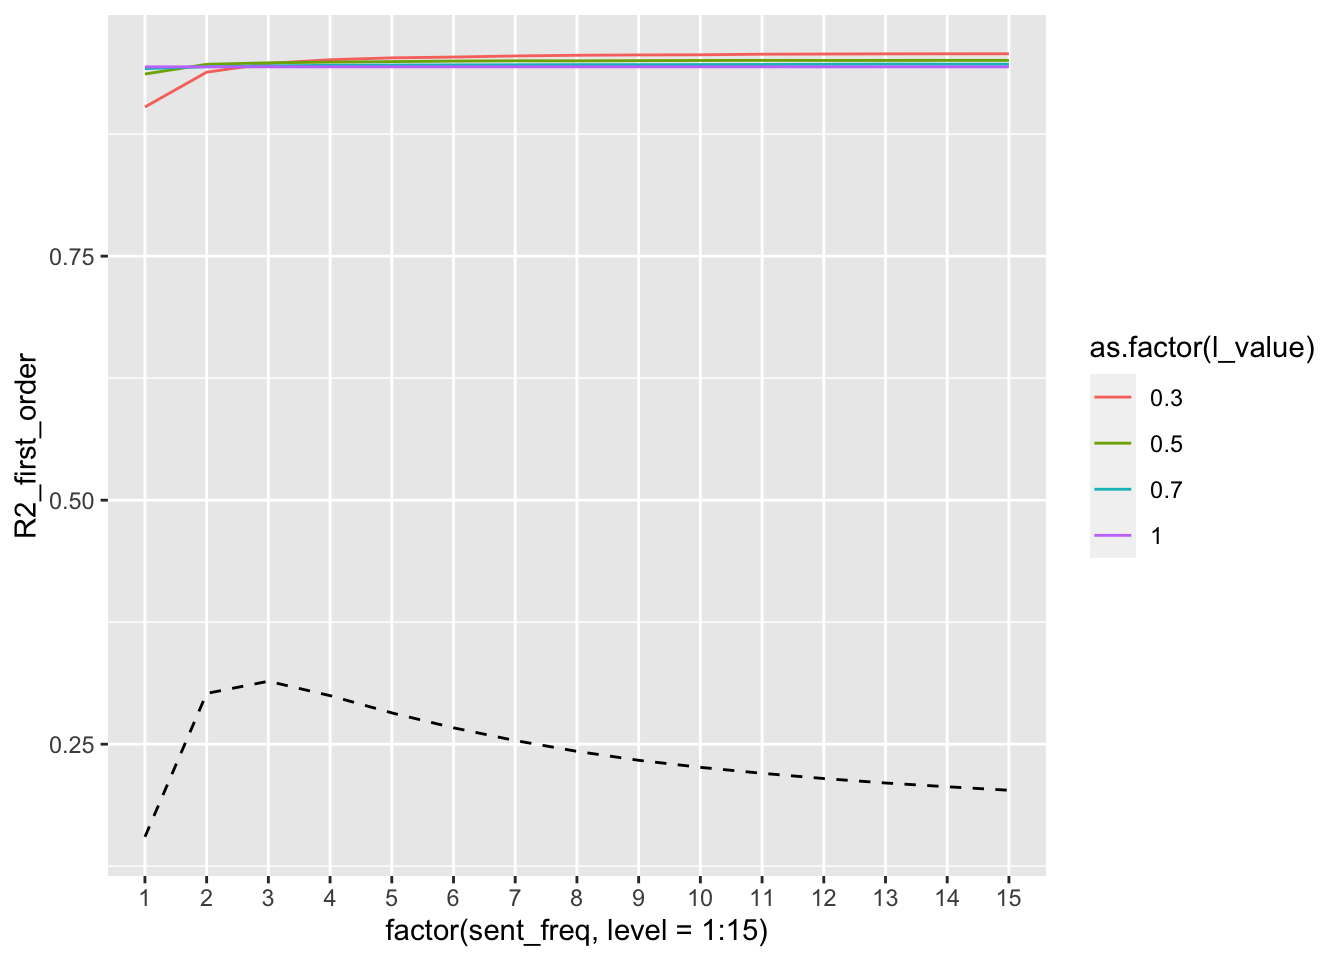 R2_first_order
0.75
0.50
0.25
1 2 3 4 5 6 7 8 9 10 11 12 13 14 15
factor(sent_freq, level = 1:15)
as.factor(l_value)
0.3
0.5
0.7
1